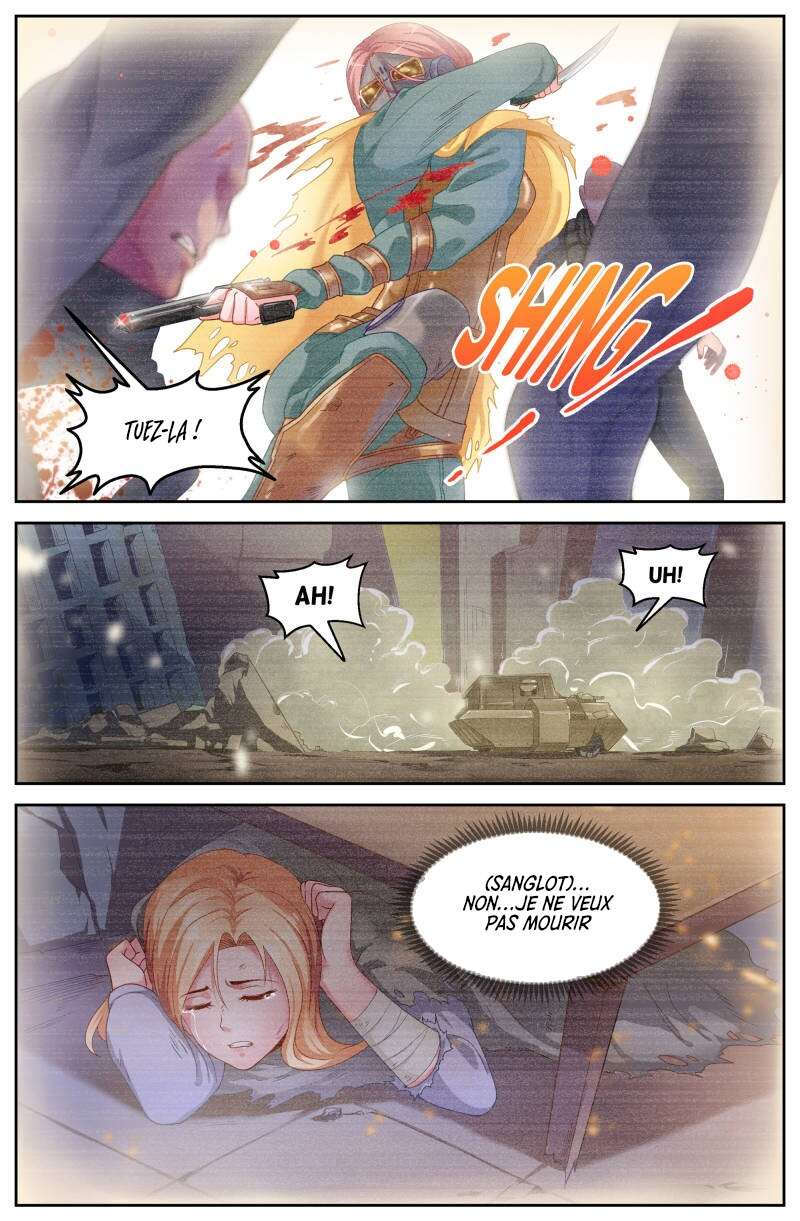 SHING
TUEZ-LA !
AH!
UH!
(SANGLOT)...
NON...JE NE VEUX
PAS MOURIR